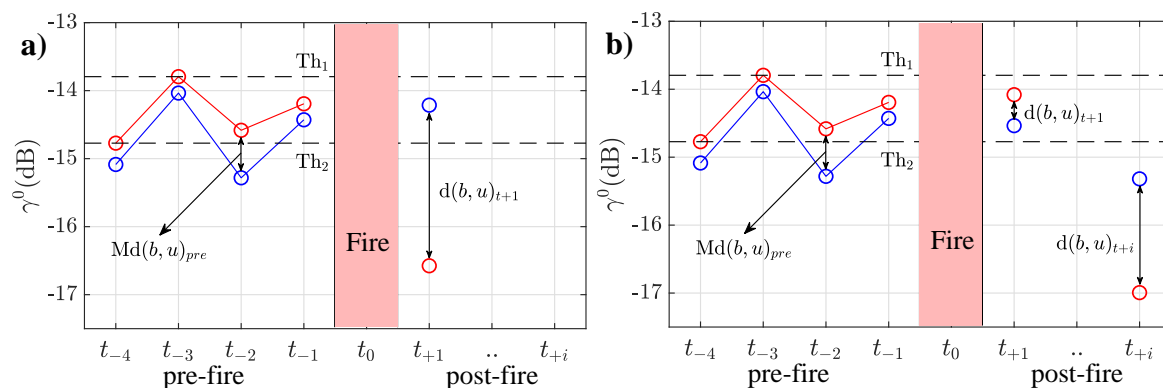 a)
-13
-14
-15
-16
-17
γ⁰(dB)
Th₁
Th₂
Md(b, u)ₚᵣₑ
Fire
d(b, u)ₜ₊₁
t₋₄ t₋₃ t₋₂ t₋₁ t₀ t₊₁ .. t₊ᵢ
pre-fire post-fire
b)
-13
-14
-15
-16
-17
γ⁰(dB)
Th₁
Th₂
Md(b, u)ₚᵣₑ
Fire
d(b, u)ₜ₊₁
d(b, u)ₜ₊ᵢ
t₋₄ t₋₃ t₋₂ t₋₁ t₀ t₊₁ .. t₊ᵢ
pre-fire post-fire